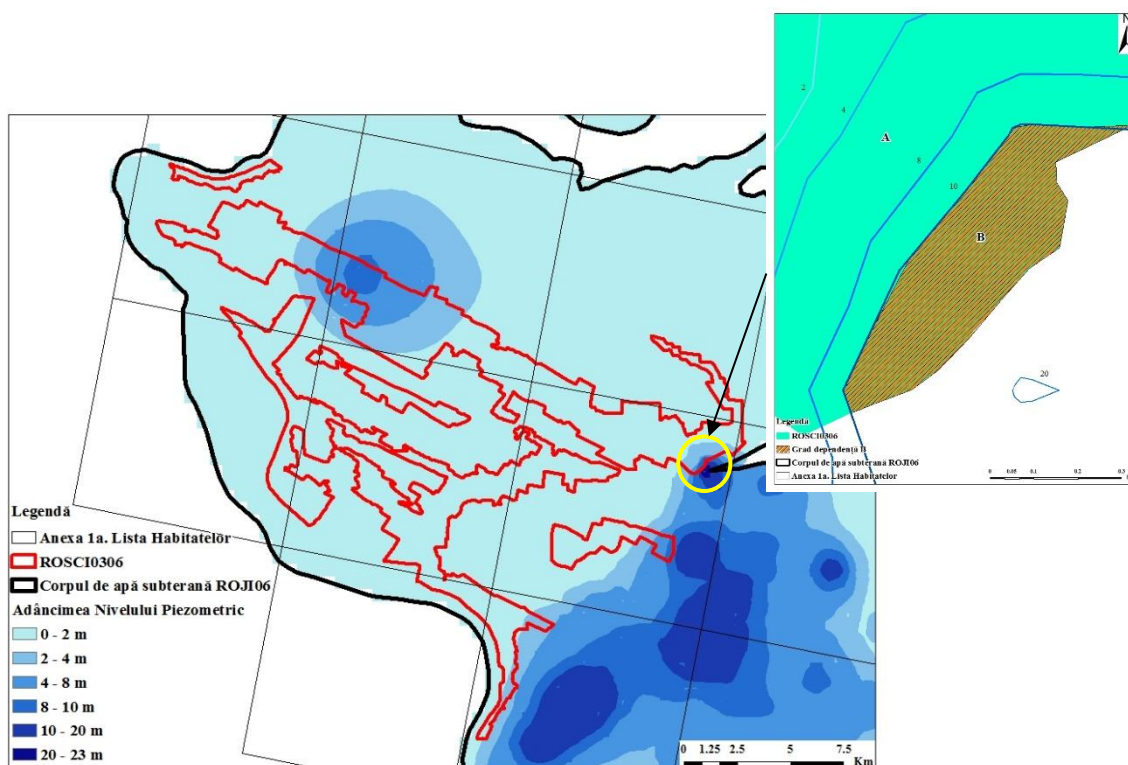 N
2
4
A
8
10
B
20
Legenda
ROSCI0306
Grad dependență B
Corpul de apă subterană ROJI06
Anexa 1a. Lista Habitatelor
0 0.05 0.1 0.2 0.3
Legendă
Anexa 1a. Lista Habitatelor
ROSCI0306
Corpul de apă subterană ROJI06
Adâncimea Nivelului Piezometric
0 - 2 m
2 - 4 m
4 - 8 m
8 - 10 m
10 - 20 m
20 - 23 m
0 1.25 2.5 5 7.5
Km